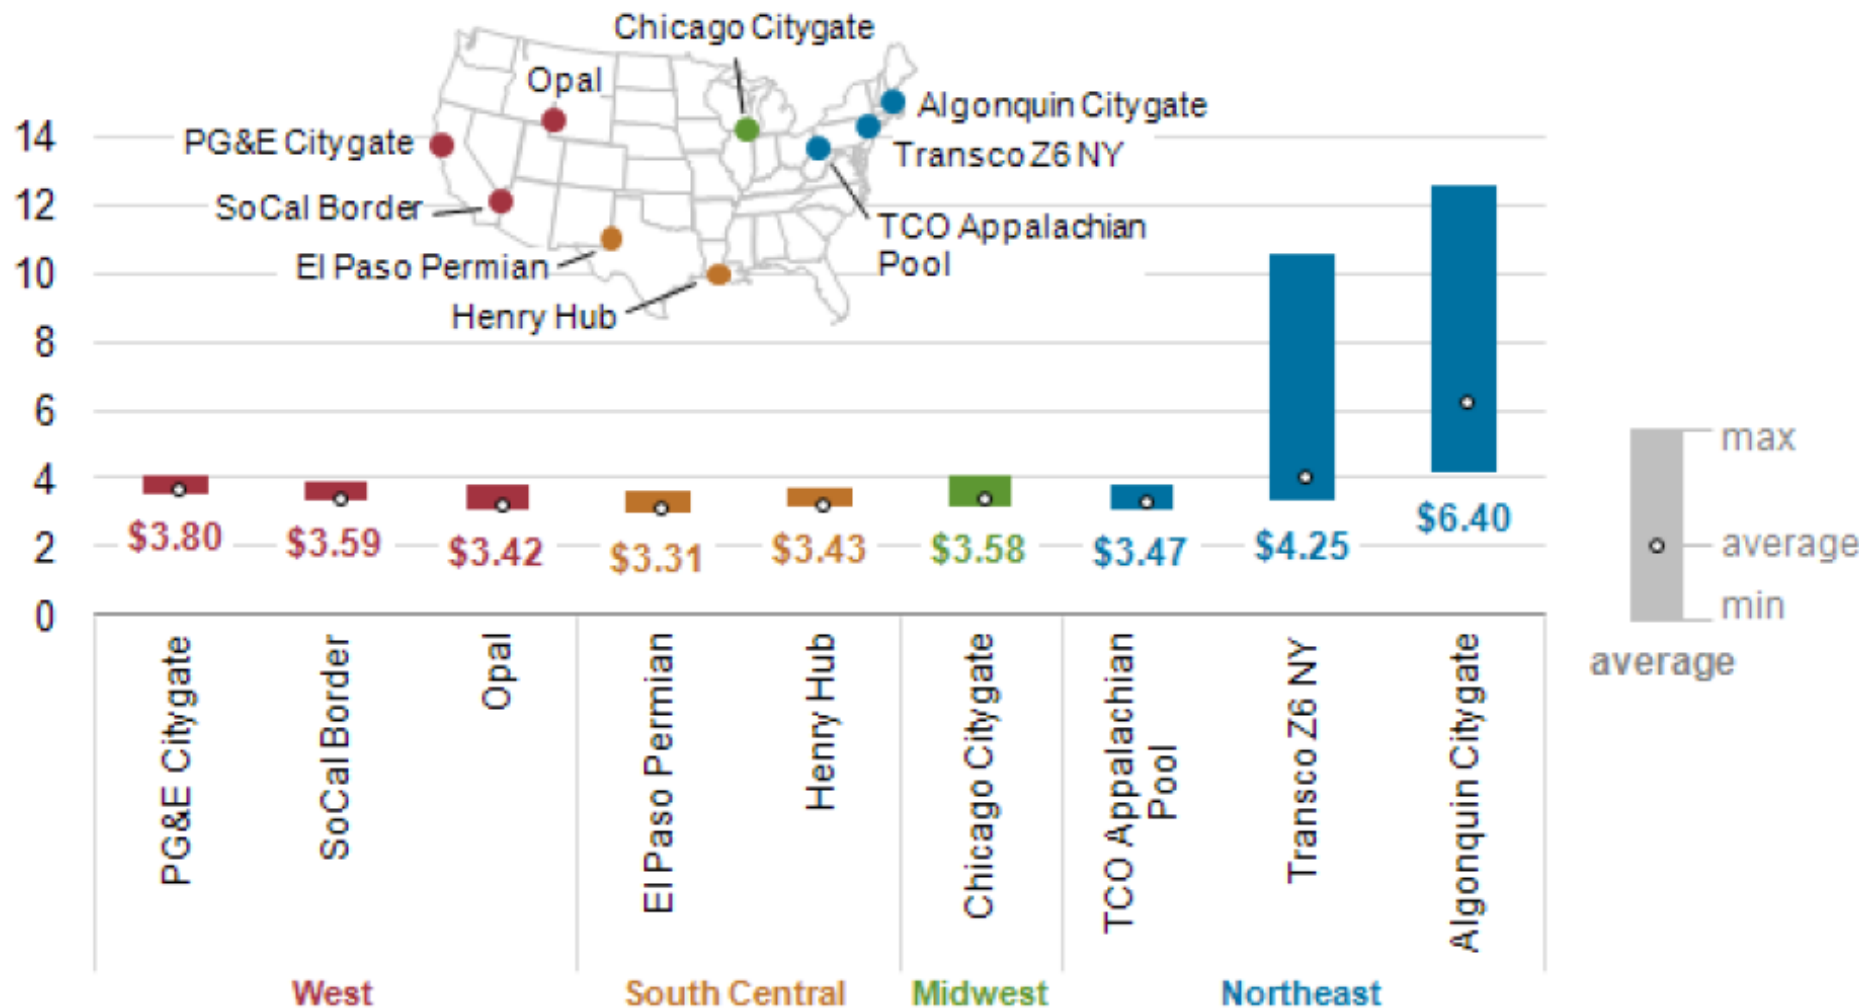 Chicago Citygate
Opal
Algonquin Citygate
14
PG&E Citygate
Transco Z6 NY
12
SoCal Border
TCO Appalachian
Pool
10
El Paso Permian
Henry Hub
8
6
4
2
0
$3.80
$3.59
$3.42
$3.31
$3.43
$3.58
$3.47
$4.25
$6.40
max
average
min
average
PG&E Citygate
SoCal Border
Opal
El Paso Permian
Henry Hub
Chicago Citygate
TCO Appalachian
Pool
Transco Z6 NY
Algonquin Citygate
West
South Central
Midwest
Northeast